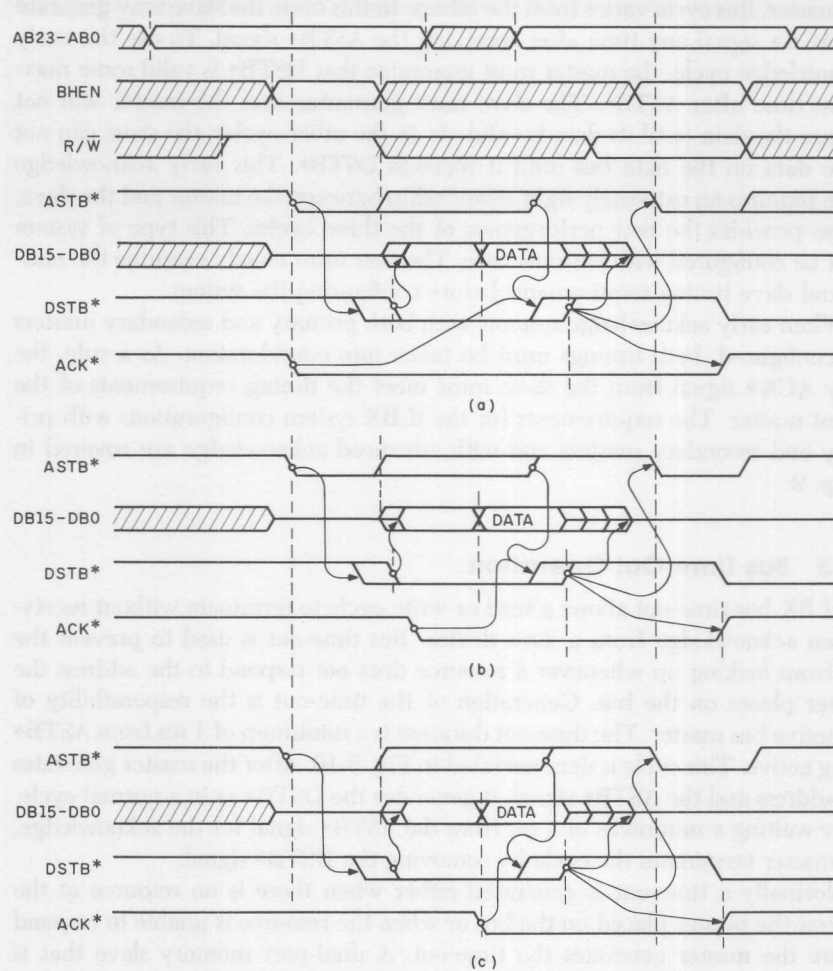 AB23-AB0
BHEN
R/W
ASTB*
DB15-DB0 DATA
DSTB*
ACK*
(a)
ASTB*
DB15-DB0 DATA
DSTB*
ACK*
(b)
ASTB*
DB15-DB0 DATA
DSTB*
ACK*
(c)